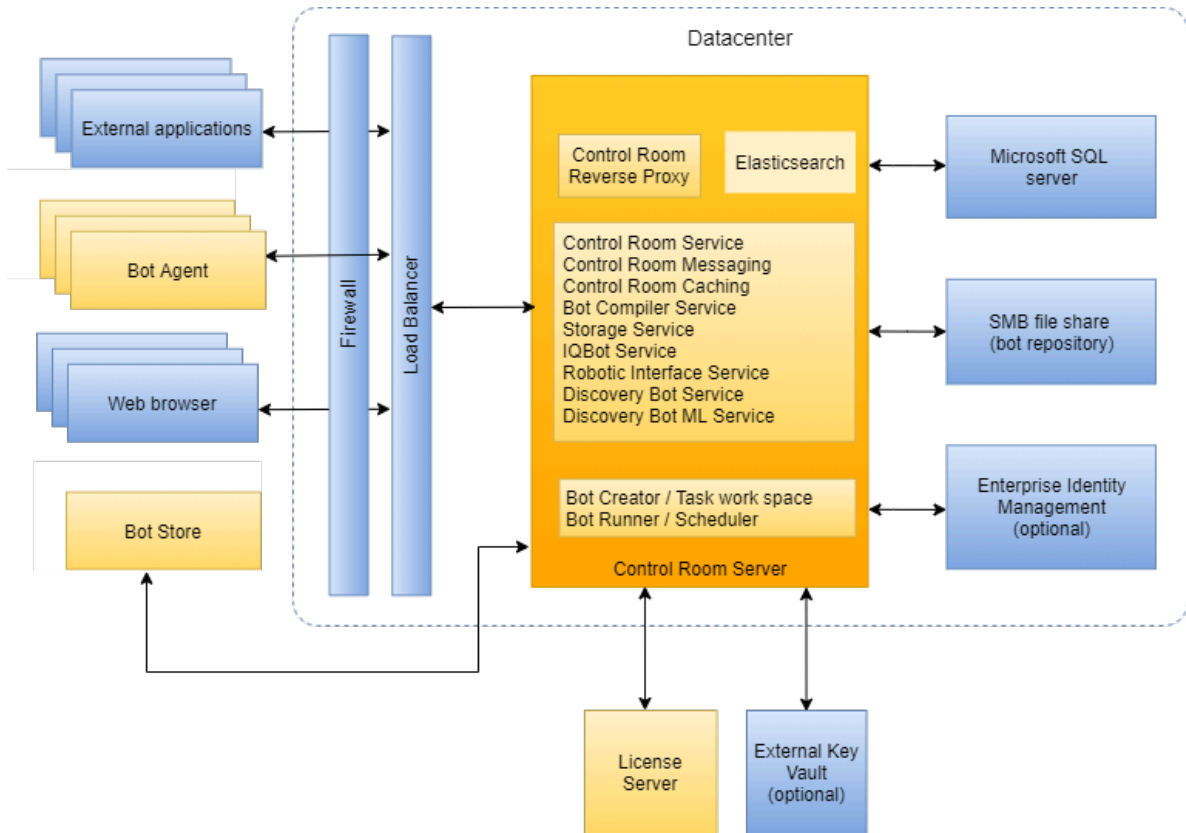 Datacenter
External applications
Bot Agent
Web browser
Bot Store
Firewall
Load Balancer
Control Room
Reverse Proxy
Elasticsearch
Control Room Service
Control Room Messaging
Control Room Caching
Bot Compiler Service
Storage Service
IQBot Service
Robotic Interface Service
Discovery Bot Service
Discovery Bot ML Service
Bot Creator / Task work space
Bot Runner / Scheduler
Control Room Server
Microsoft SQL
server
SMB file share
(bot repository)
Enterprise Identity
Management
(optional)
License
Server
External Key
Vault
(optional)